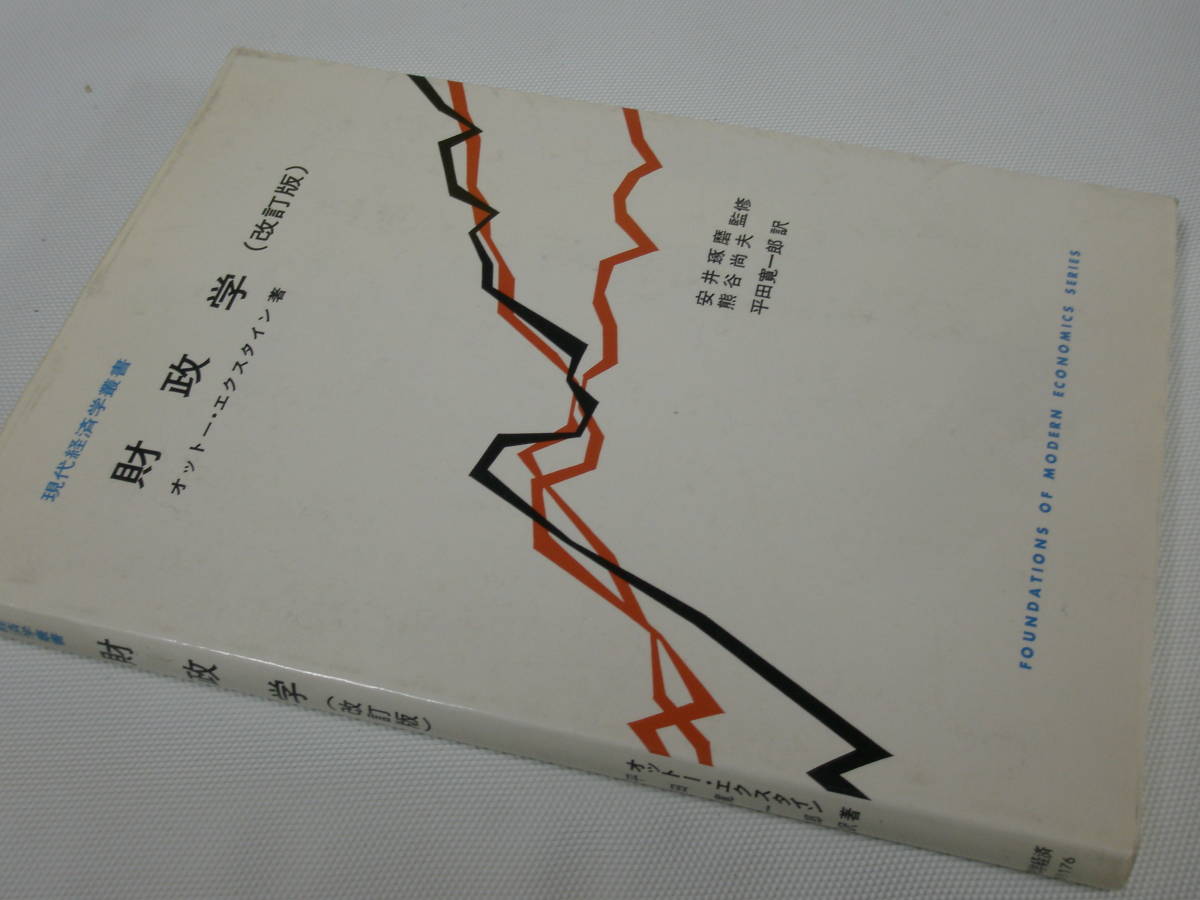 現代経済学叢書
財政学(改訂版)
オットー・エクスタイン著
安井琢磨 監修
熊谷尚夫
平田寛一郎 訳
FOUNDATIONS OF MODERN ECONOMICS SERIES
財政学(改訂版)
オットー・エクスタイン著
経済
176